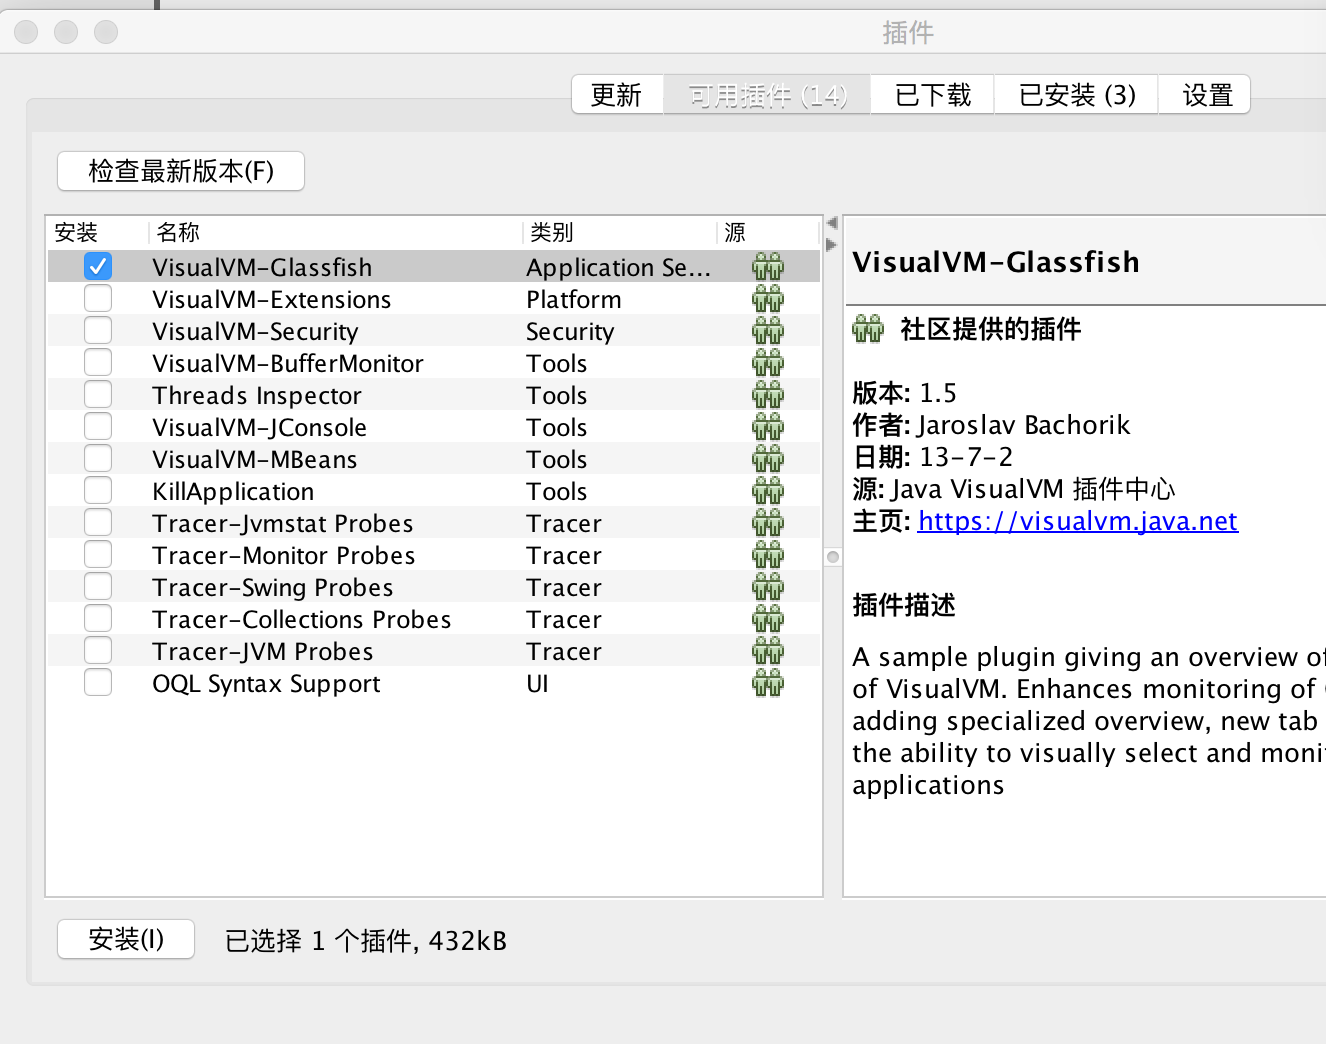 插件
更新 可用插件 (14) 已下载 已安装 (3) 设置
检查最新版本(F)
安装 名称 类别 源
VisualVM-Glassfish Application Se...
VisualVM-Extensions Platform
VisualVM-Security Security
VisualVM-BufferMonitor Tools
Threads Inspector Tools
VisualVM-JConsole Tools
VisualVM-MBeans Tools
KillApplication Tools
Tracer-Jvmstat Probes Tracer
Tracer-Monitor Probes Tracer
Tracer-Swing Probes Tracer
Tracer-Collections Probes Tracer
Tracer-JVM Probes Tracer
OQL Syntax Support UI
VisualVM-Glassfish
社区提供的插件
版本: 1.5
作者: Jaroslav Bachorik
日期: 13-7-2
源: Java VisualVM 插件中心
主页: https://visualvm.java.net
插件描述
A sample plugin giving an overview of
of VisualVM. Enhances monitoring of
adding specialized overview, new tab
the ability to visually select and moni
applications
安装(I) 已选择 1 个插件, 432kB